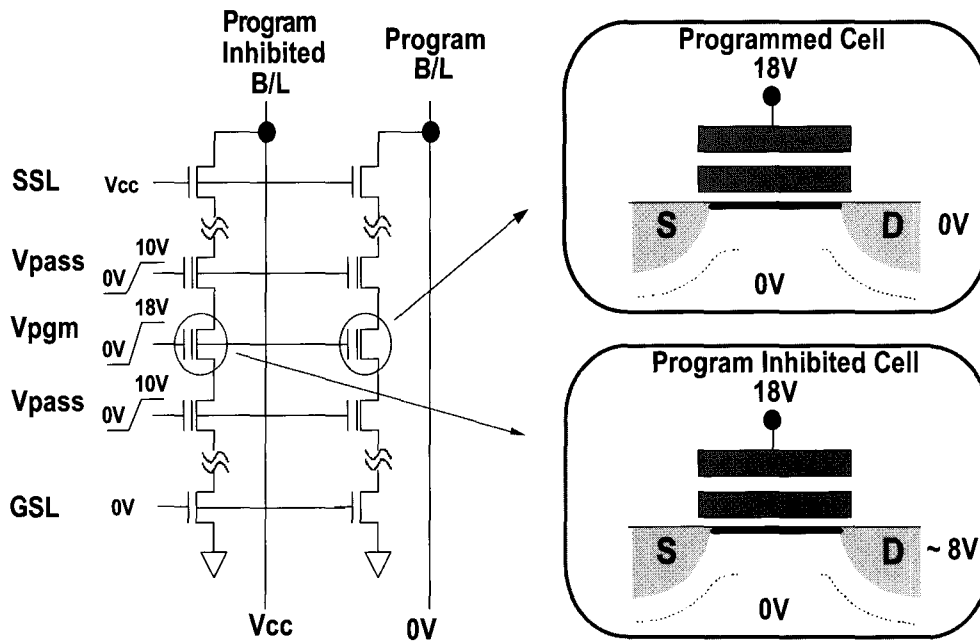 Program
Inhibited
B/L
Program
B/L
SSL
Vcc
Vpass
10V
0V
Vpgm
18V
0V
Vpass
10V
0V
GSL
0V
Vcc
0V
Programmed Cell
18V
S
D
0V
0V
Program Inhibited Cell
18V
S
D
~ 8V
0V